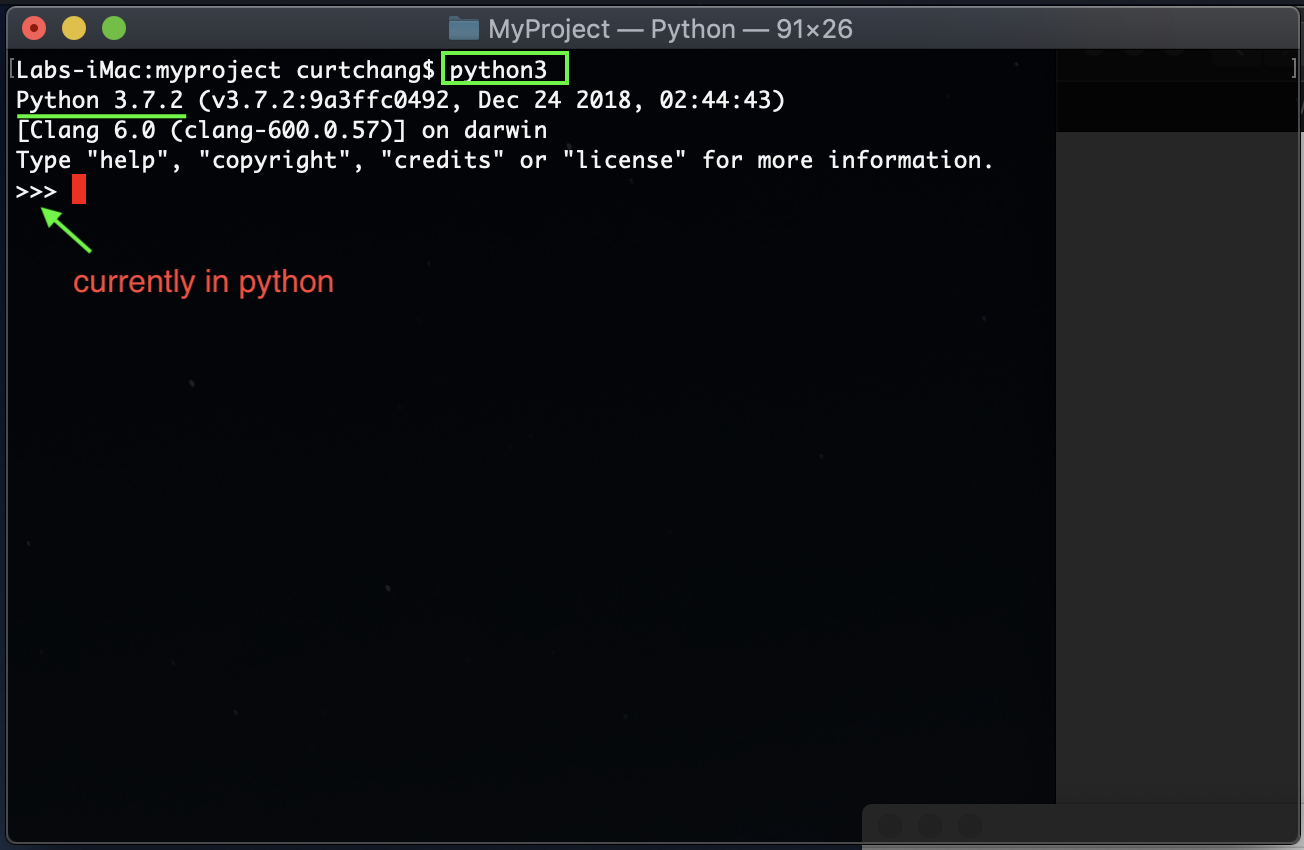 MyProject — Python — 91×26
[Labs-iMac:myproject curtchang$ python3 ]
Python 3.7.2 (v3.7.2:9a3ffc0492, Dec 24 2018, 02:44:43)
[Clang 6.0 (clang-600.0.57)] on darwin
Type "help", "copyright", "credits" or "license" for more information.
>>>
currently in python